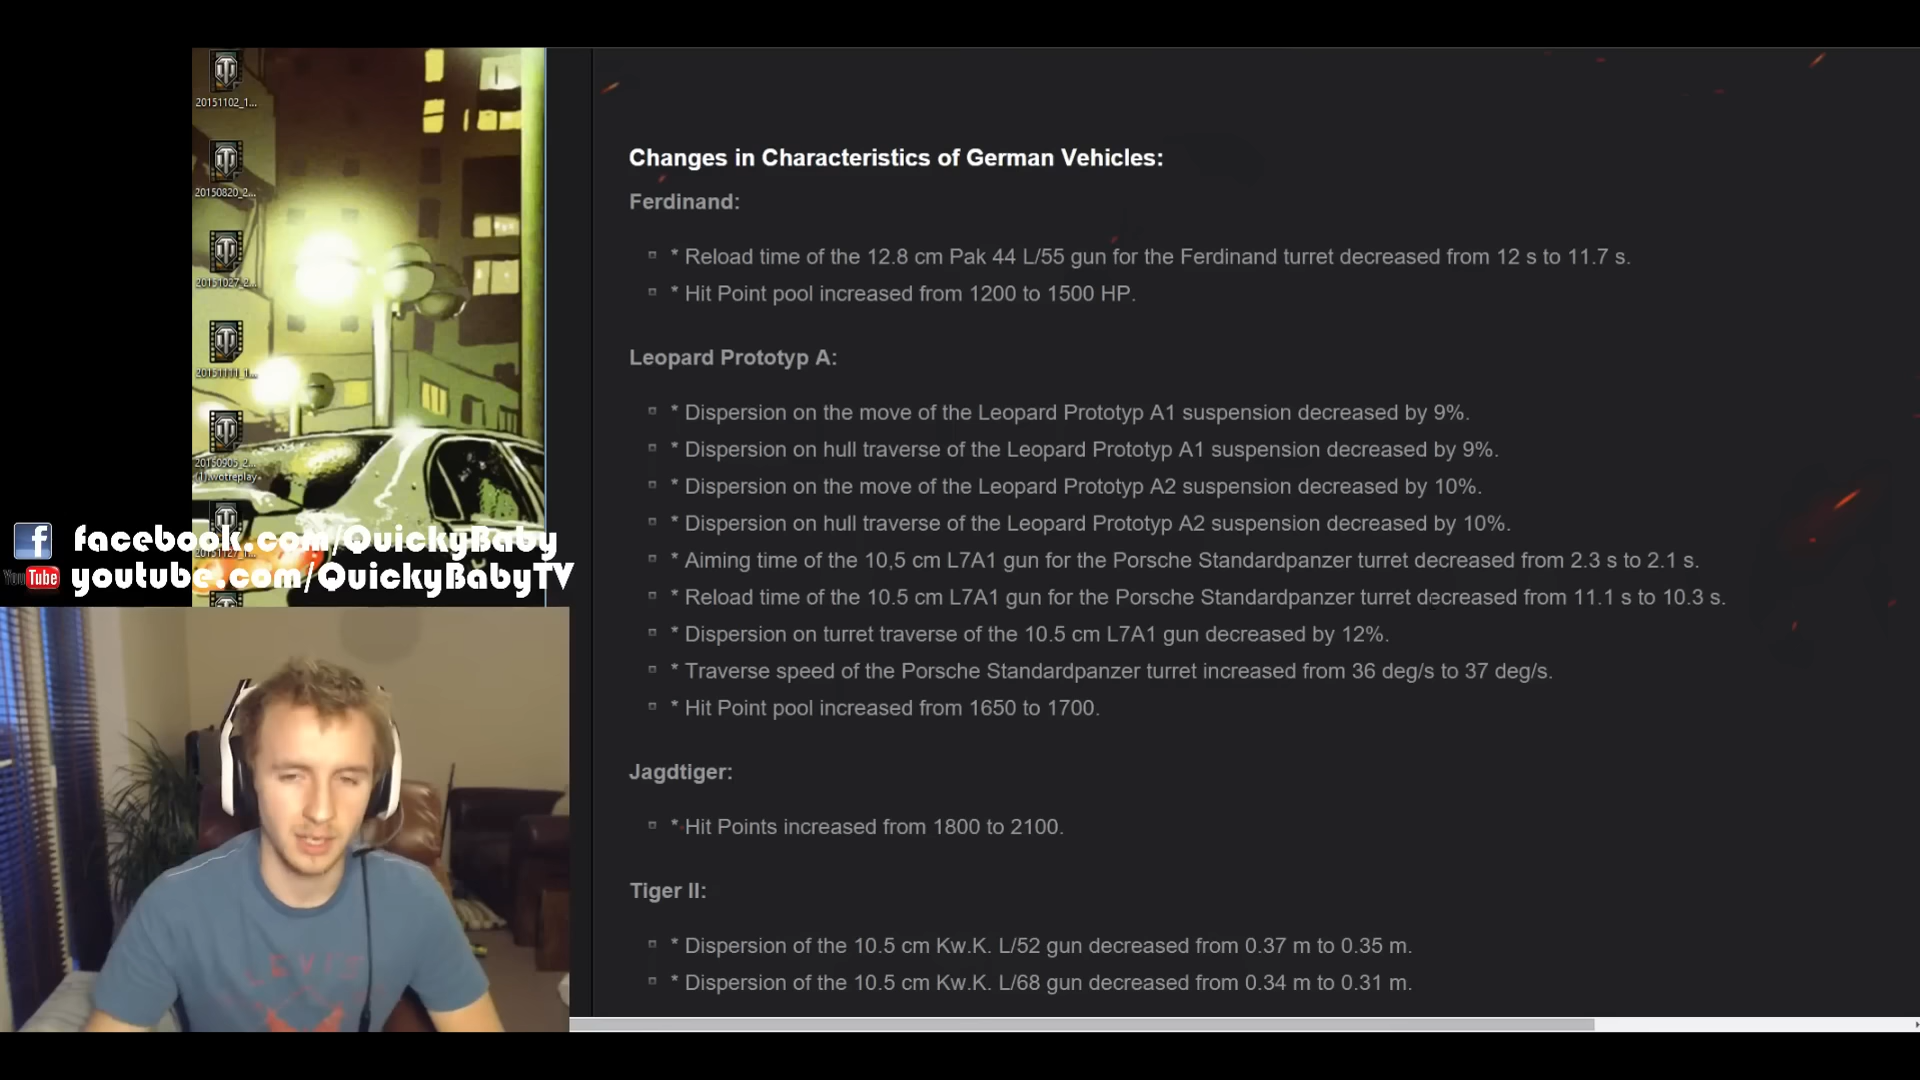 20151102_1...
20150820_2...
20151027_2...
20151111_1...
20150905_2...
(1).wotreplay
20151127_1...
facebook.com/QuickyBaby
YouTube youtube.com/QuickyBabyTV
LEVI'S
Changes in Characteristics of German Vehicles:
Ferdinand:
* Reload time of the 12.8 cm Pak 44 L/55 gun for the Ferdinand turret decreased from 12 s to 11.7 s.
* Hit Point pool increased from 1200 to 1500 HP.
Leopard Prototyp A:
* Dispersion on the move of the Leopard Prototyp A1 suspension decreased by 9%.
* Dispersion on hull traverse of the Leopard Prototyp A1 suspension decreased by 9%.
* Dispersion on the move of the Leopard Prototyp A2 suspension decreased by 10%.
* Dispersion on hull traverse of the Leopard Prototyp A2 suspension decreased by 10%.
* Aiming time of the 10,5 cm L7A1 gun for the Porsche Standardpanzer turret decreased from 2.3 s to 2.1 s.
* Reload time of the 10.5 cm L7A1 gun for the Porsche Standardpanzer turret decreased from 11.1 s to 10.3 s.
* Dispersion on turret traverse of the 10.5 cm L7A1 gun decreased by 12%.
* Traverse speed of the Porsche Standardpanzer turret increased from 36 deg/s to 37 deg/s.
* Hit Point pool increased from 1650 to 1700.
Jagdtiger:
* Hit Points increased from 1800 to 2100.
Tiger II:
* Dispersion of the 10.5 cm Kw.K. L/52 gun decreased from 0.37 m to 0.35 m.
* Dispersion of the 10.5 cm Kw.K. L/68 gun decreased from 0.34 m to 0.31 m.